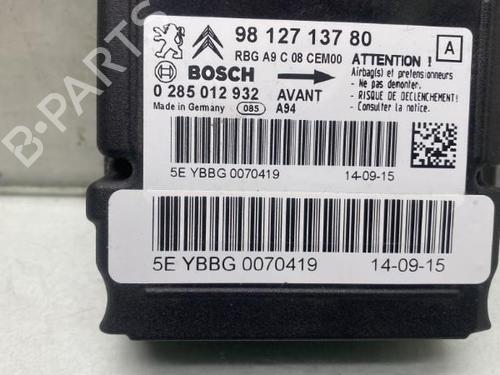 98 127 137 80
RBG A9 C 08 CEM00
A
BOSCH
ATTENTION !
Airbag(s) et pretensionneurs
- Ne pas demonter.
- RISQUE DE DECLENCHEMENT!
- Consulter la notice.
0 285 012 932
AVANT
Made in Germany
085
A94
5E YBBG 0070419
14-09-15
5E YBBG 0070419
14-09-15
B-Parts